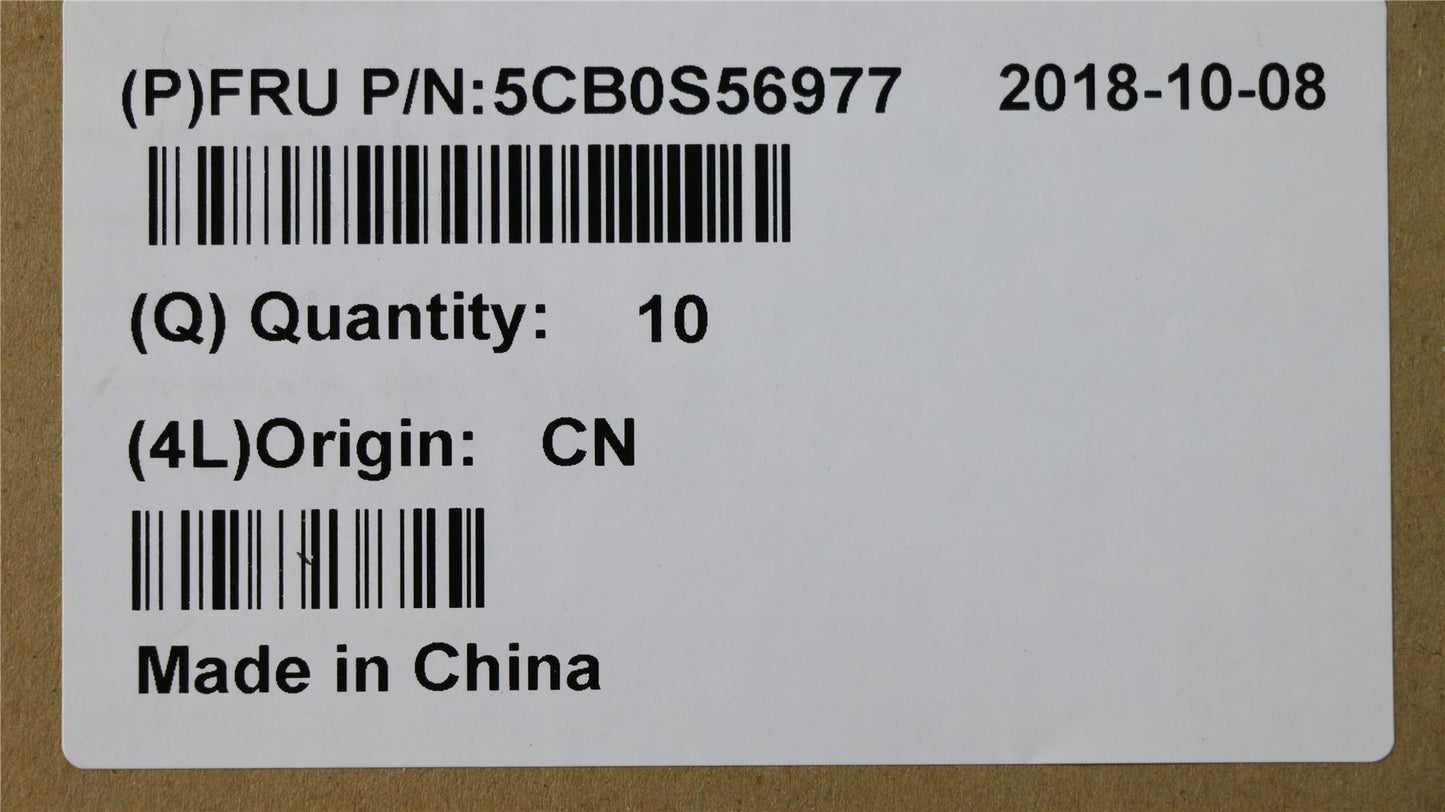 (P)FRU P/N:5CB0S56977 2018-10-08
(Q) Quantity: 10
(4L)Origin: CN
Made in China